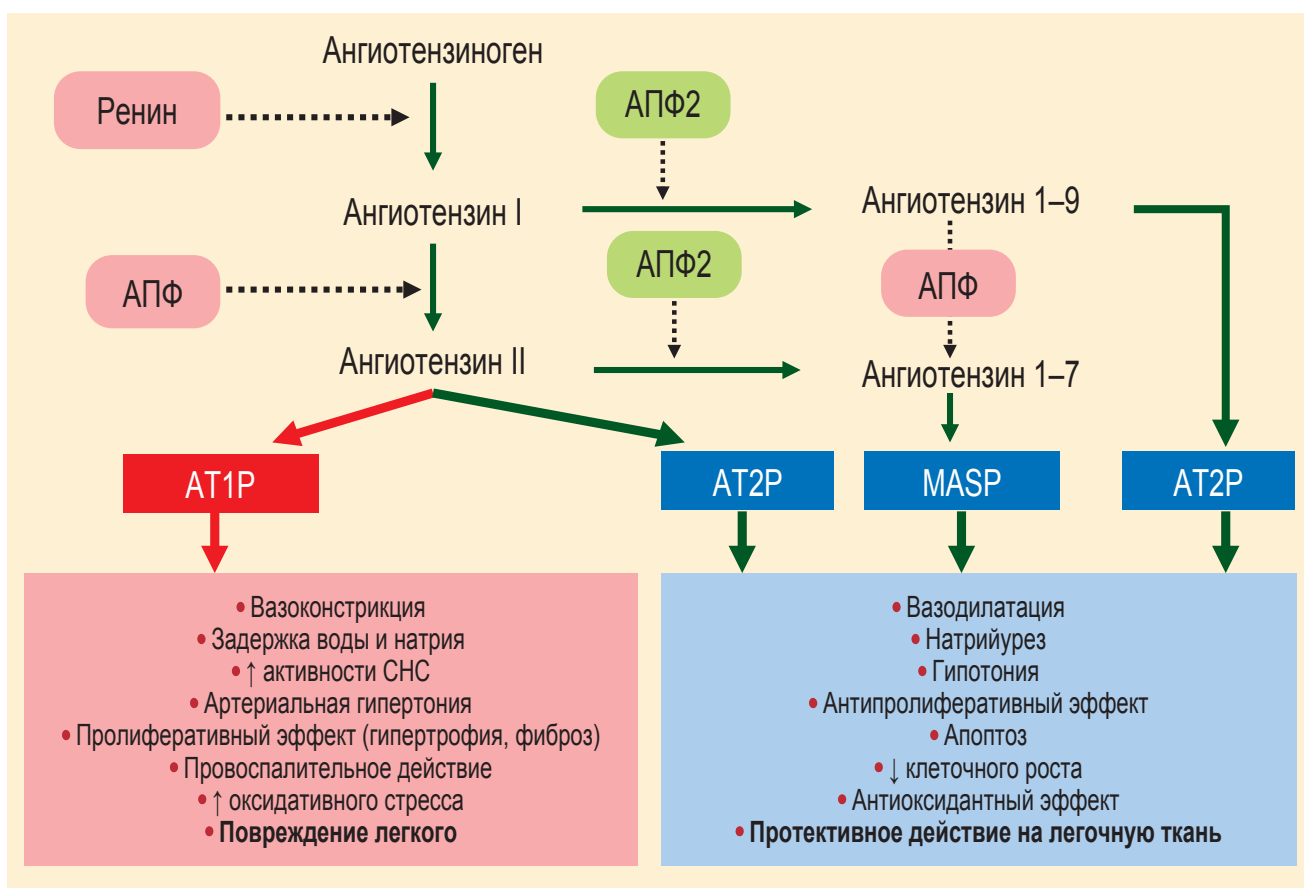 Ангиотензиноген
Ренин
АПФ2
Ангиотензин I
Ангиотензин 1–9
АПФ
АПФ2
АПФ
Ангиотензин II
Ангиотензин 1–7
АТ1Р
АТ2Р
MASР
АТ2Р
• Вазоконстрикция
• Задержка воды и натрия
• ↑ активности СНС
• Артериальная гипертония
• Пролиферативный эффект (гипертрофия, фиброз)
• Провоспалительное действие
• ↑ оксидативного стресса
• Повреждение легкого
• Вазодилатация
• Натрийурез
• Гипотония
• Антипролиферативный эффект
• Апоптоз
• ↓ клеточного роста
• Антиоксидантный эффект
• Протективное действие на легочную ткань